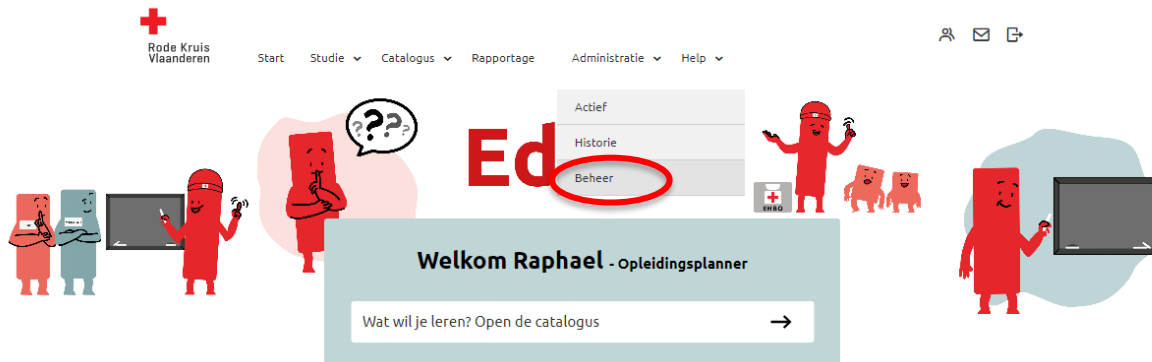 Rode Kruis
Vlaanderen
Start Studie Catalogus Rapportage Administratie Help
Actief
Historie
Beheer
????
Ed
EHBO
Welkom Raphael - Opleidingsplanner
Wat wil je leren? Open de catalogus